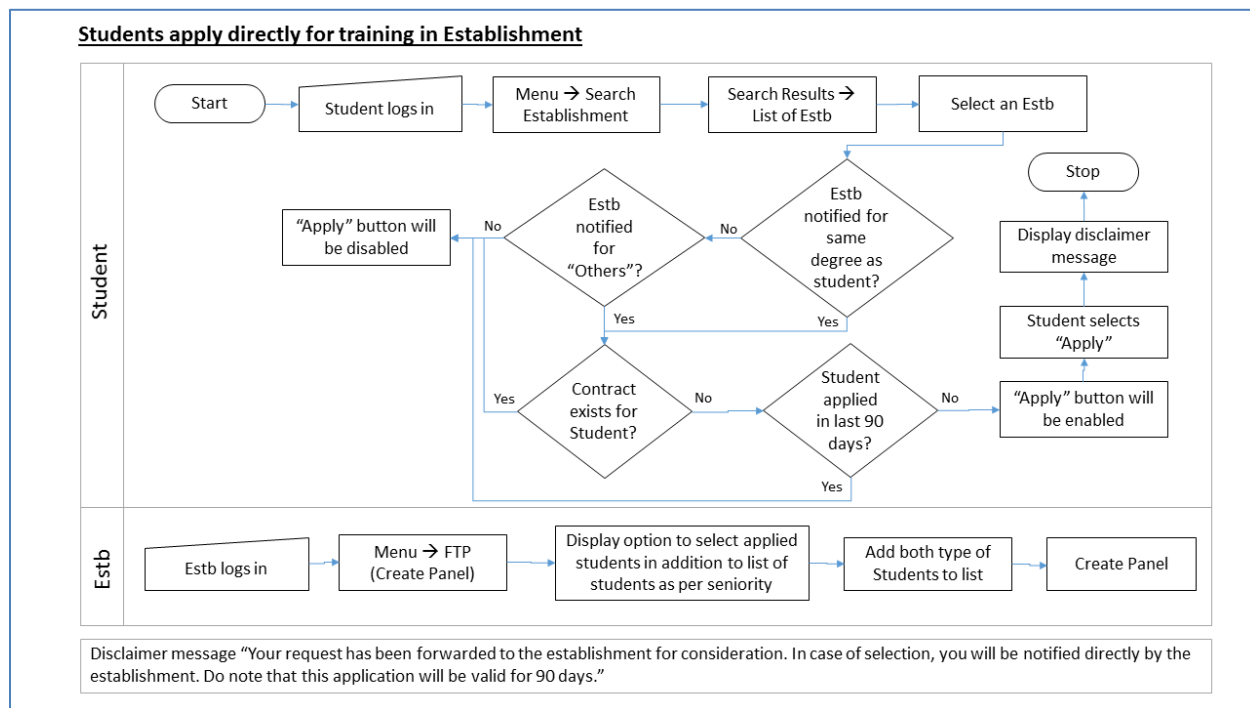 Students apply directly for training in Establishment
Student
Start
Student logs in
Menu → Search
Establishment
Search Results →
List of Estb
Select an Estb
Estb
notified for
same
degree as
student?
No
Yes
Estb
notified
for
“Others”?
No
Yes
“Apply” button will
be disabled
Contract
exists for
Student?
Yes
No
Student
applied
in last 90
days?
No
Yes
“Apply” button will
be enabled
Student selects
“Apply”
Display disclaimer
message
Stop
Estb
Estb logs in
Menu → FTP
(Create Panel)
Display option to select applied
students in addition to list of
students as per seniority
Add both type of
Students to list
Create Panel
Disclaimer message “Your request has been forwarded to the establishment for consideration. In case of selection, you will be notified directly by the
establishment. Do note that this application will be valid for 90 days.”